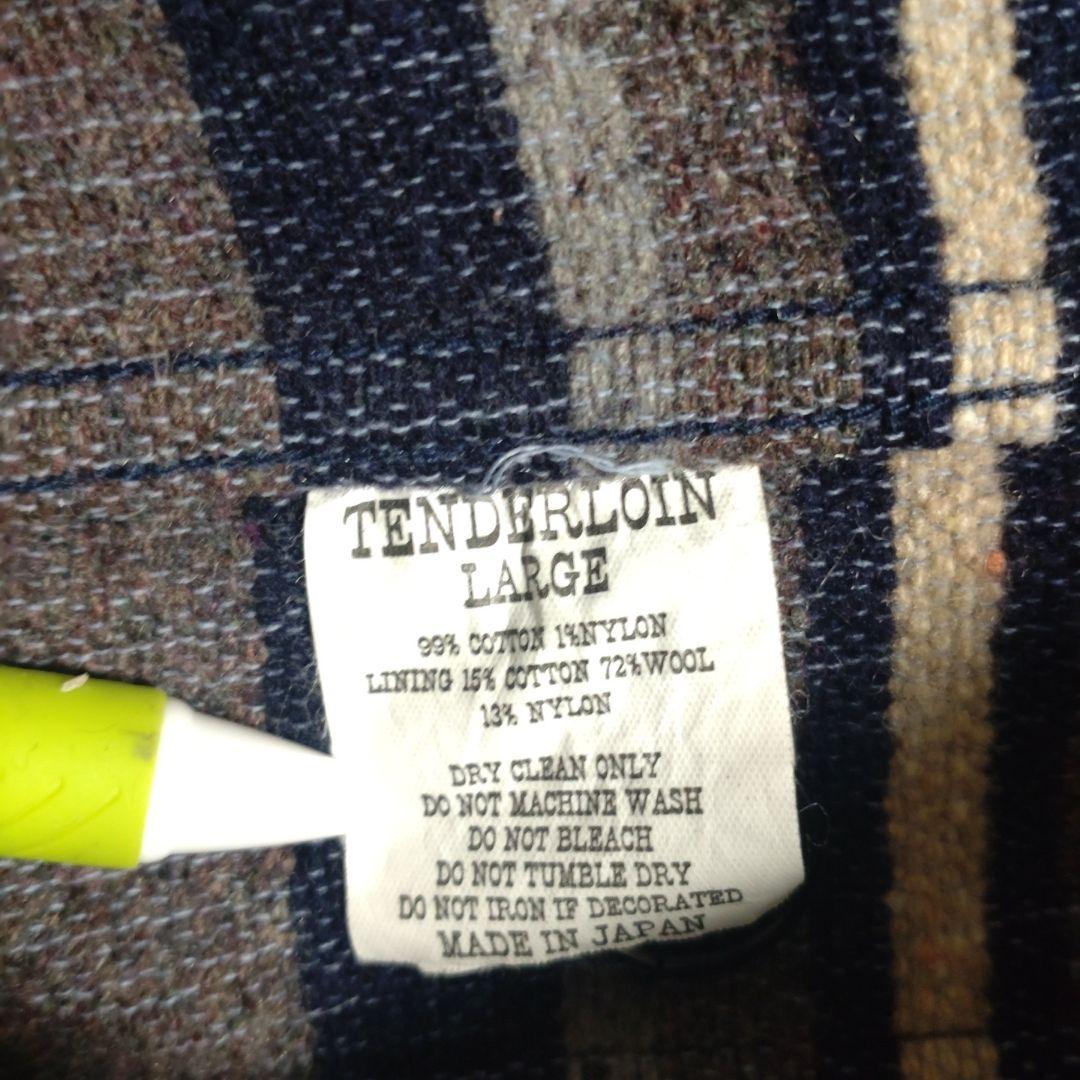 TENDERLOIN
LARGE
99% COTTON 1%NYLON
LINING 15% COTTON 72%WOOL
13% NYLON
DRY CLEAN ONLY
DO NOT MACHINE WASH
DO NOT BLEACH
DO NOT TUMBLE DRY
DO NOT IRON IF DECORATED
MADE IN JAPAN